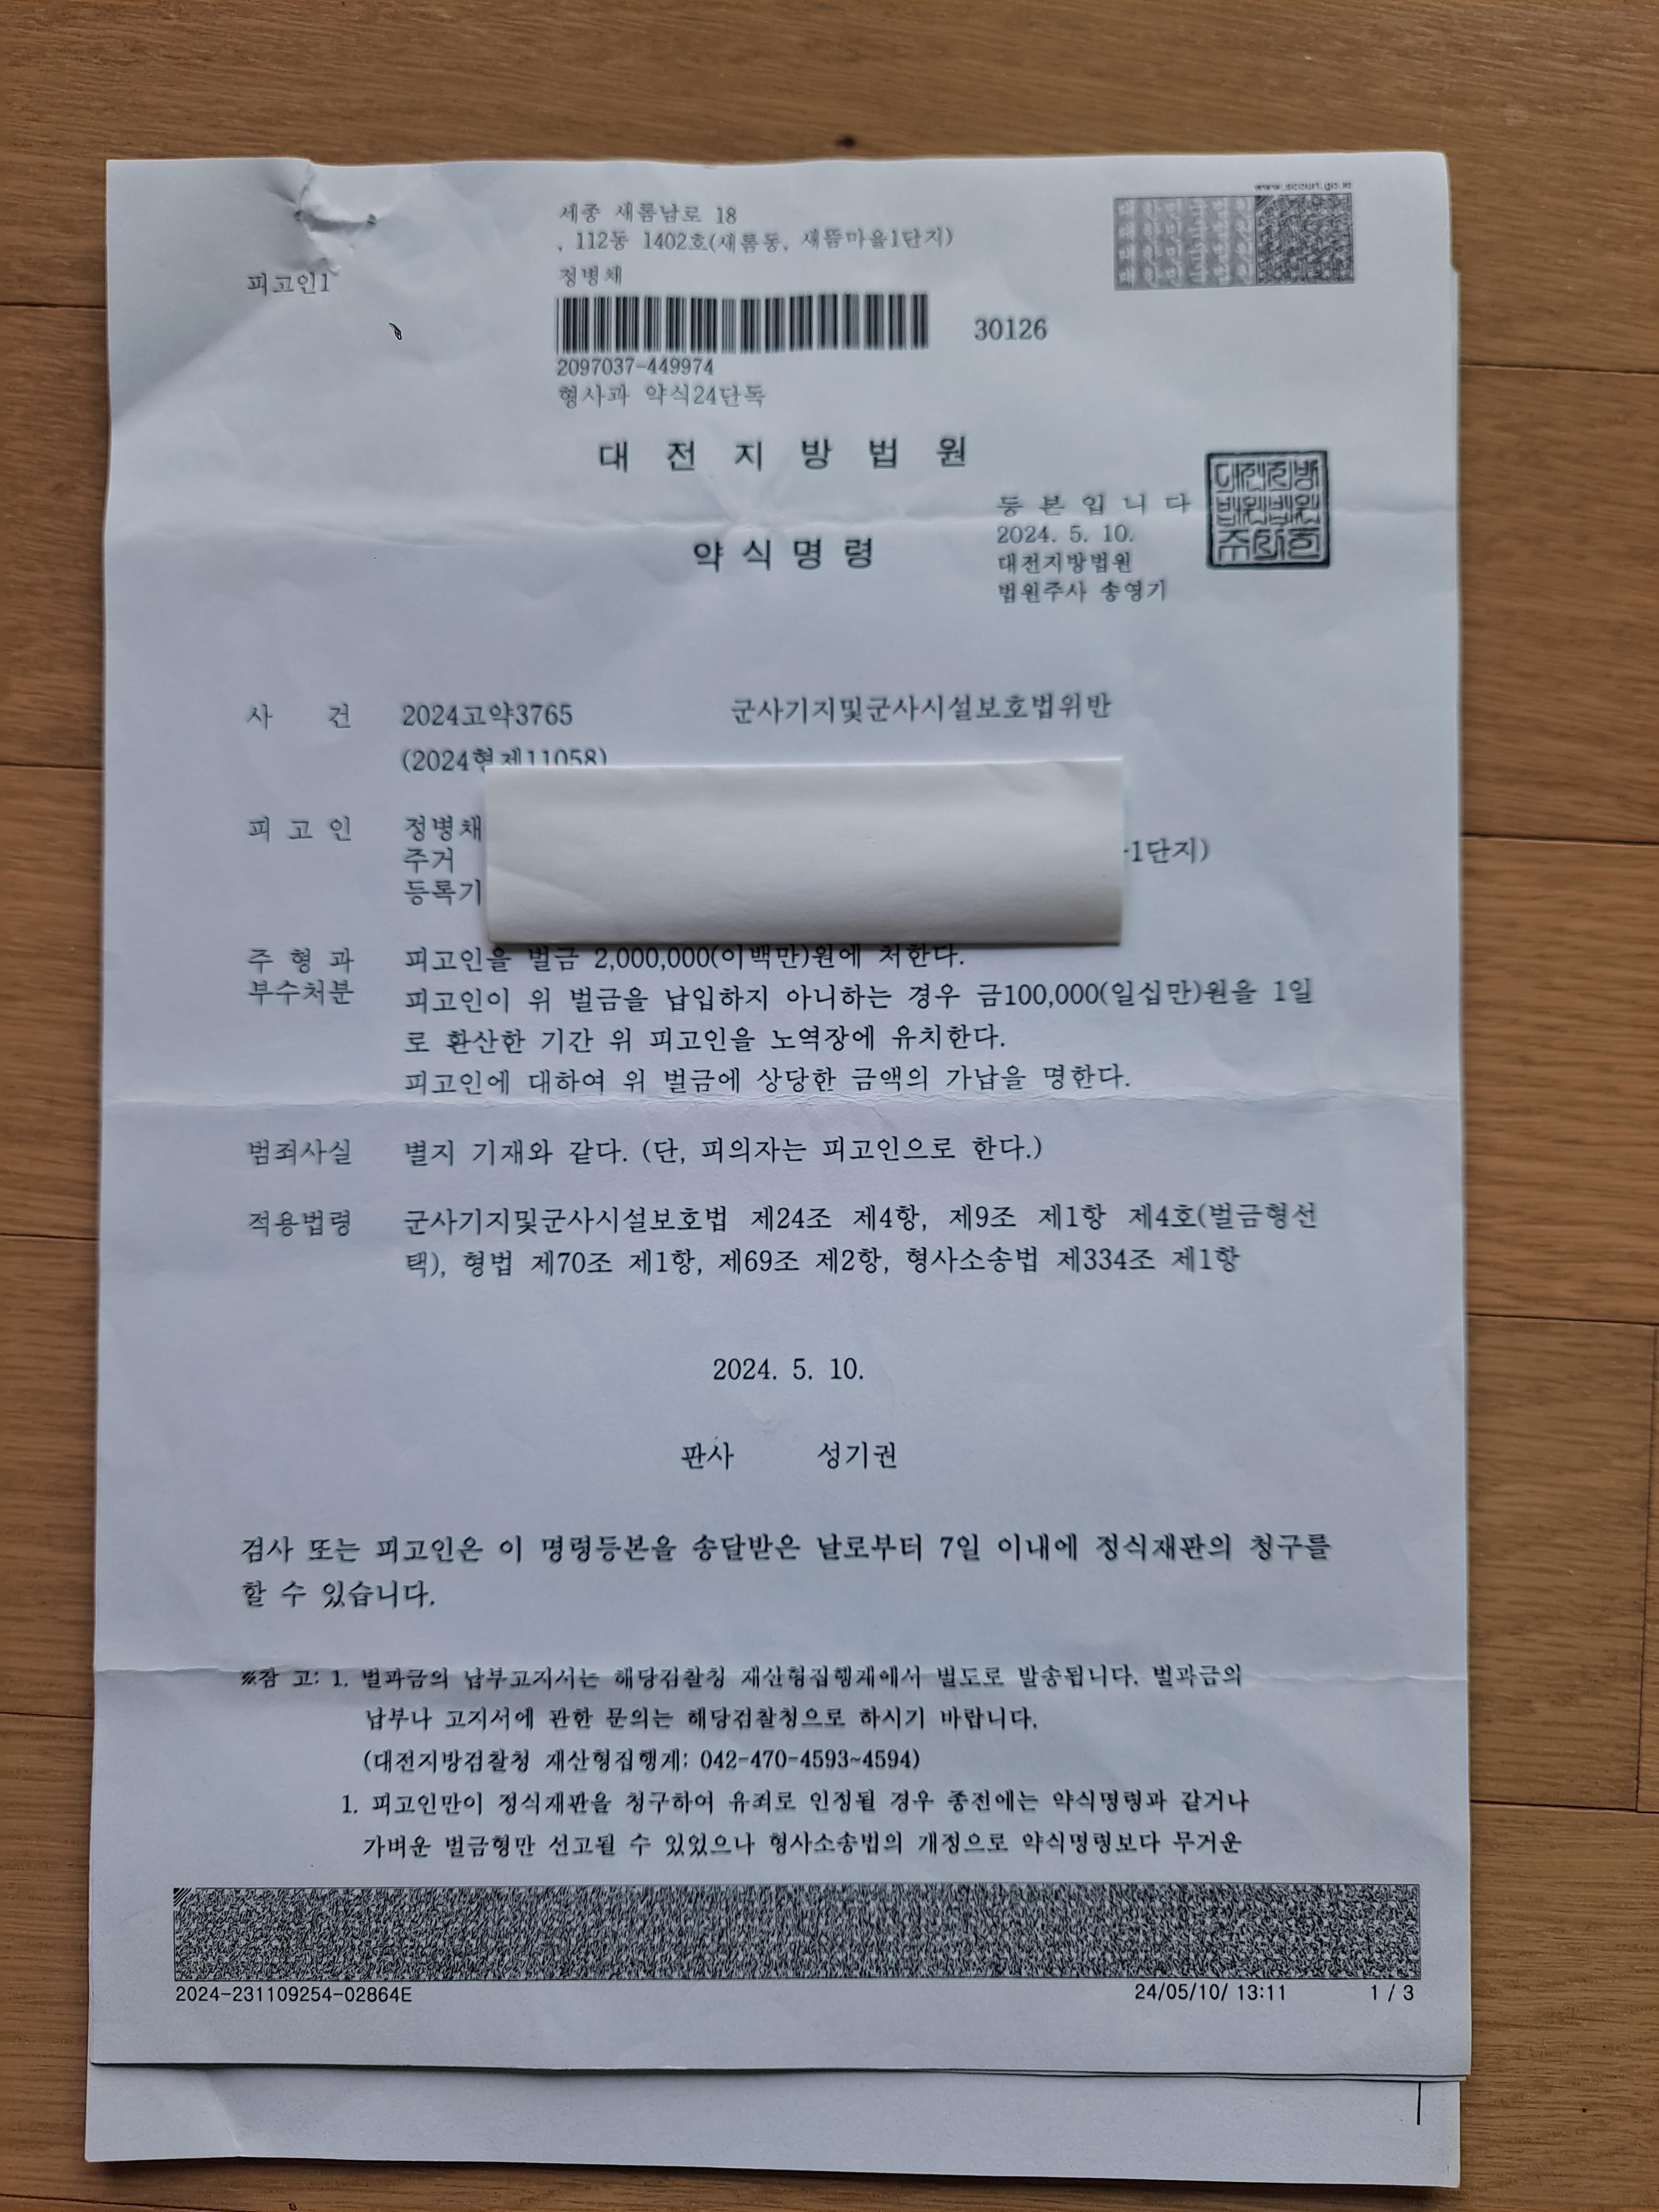 www.scourt.go.kr
세종 새롬남로 18
, 112동 1402호(새롬동, 새뜸마을1단지)
피고인1
정병채
30126
2097037-449974
형사과 약식24단독
대 전 지 방 법 원
등 본 입 니 다
2024. 5. 10.
대전지방법원
법원주사 송영기
약 식 명 령
사 건 2024고약3765 군사기지및군사시설보호법위반
(2024형제11058)
피 고 인 정병채
주거 1단지)
등록기
주 형 과 피고인을 벌금 2,000,000(이백만)원에 처한다.
부수처분 피고인이 위 벌금을 납입하지 아니하는 경우 금100,000(일십만)원을 1일
로 환산한 기간 위 피고인을 노역장에 유치한다.
피고인에 대하여 위 벌금에 상당한 금액의 가납을 명한다.
범죄사실 별지 기재와 같다. (단, 피의자는 피고인으로 한다.)
적용법령 군사기지및군사시설보호법 제24조 제4항, 제9조 제1항 제4호(벌금형선
택), 형법 제70조 제1항, 제69조 제2항, 형사소송법 제334조 제1항
2024. 5. 10.
판사 성기권
검사 또는 피고인은 이 명령등본을 송달받은 날로부터 7일 이내에 정식재판의 청구를
할 수 있습니다.
※참 고: 1. 벌과금의 납부고지서는 해당검찰청 재산형집행계에서 별도로 발송됩니다. 벌과금의
납부나 고지서에 관한 문의는 해당검찰청으로 하시기 바랍니다.
(대전지방검찰청 재산형집행계: 042-470-4593~4594)
1. 피고인만이 정식재판을 청구하여 유죄로 인정될 경우 종전에는 약식명령과 같거나
가벼운 벌금형만 선고될 수 있었으나 형사소송법의 개정으로 약식명령보다 무거운
2024-231109254-02864E
24/05/10/ 13:11 1 / 3